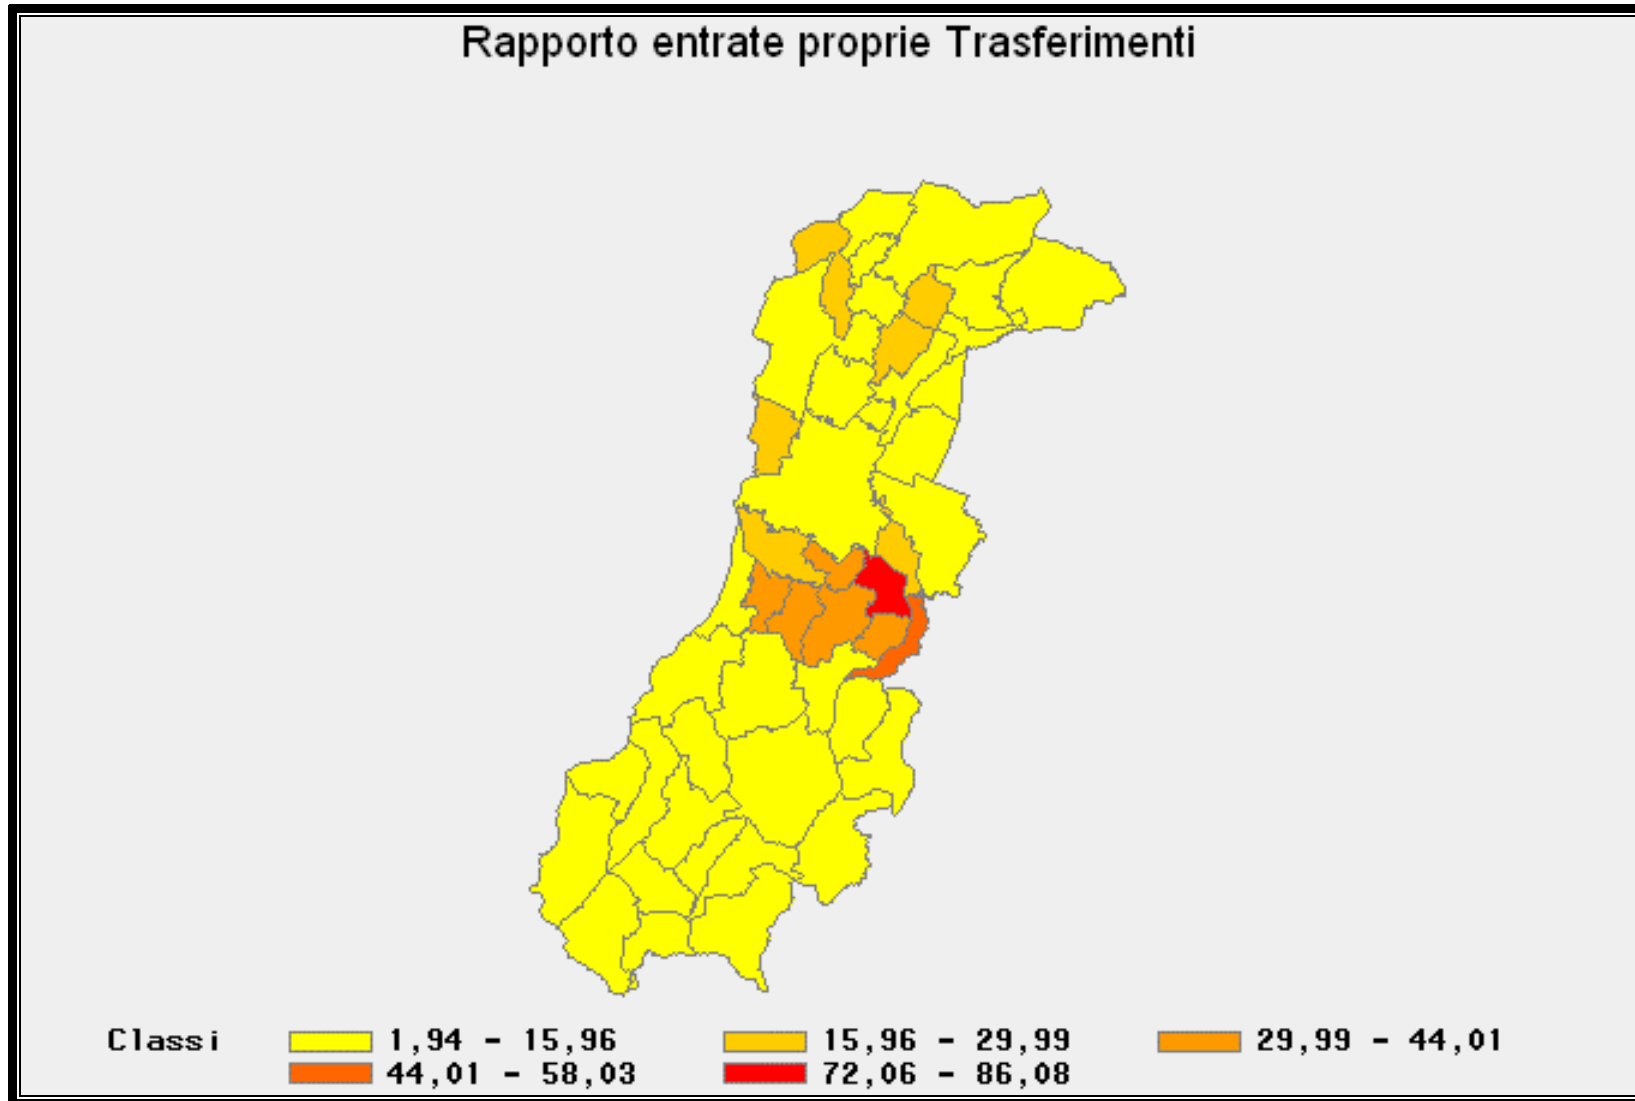 Rapporto entrate proprie Trasferimenti
Classi 1,94 - 15,96 15,96 - 29,99 29,99 - 44,01
44,01 - 58,03 72,06 - 86,08